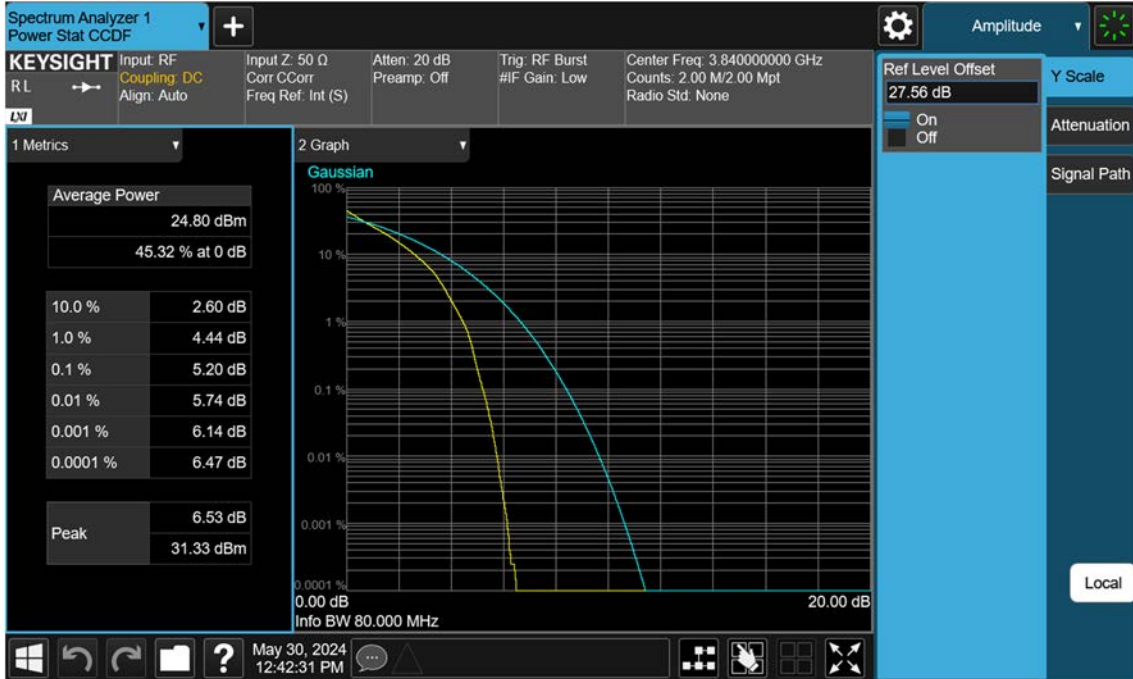 Spectrum Analyzer 1
Power Stat CCDF
+
Amplitude
KEYSIGHT
R L
LXI
Input: RF
Coupling: DC
Align: Auto
Input Z: 50 Ω
Corr CCorr
Freq Ref: Int (S)
Atten: 20 dB
Preamp: Off
Trig: RF Burst
#IF Gain: Low
Center Freq: 3.840000000 GHz
Counts: 2.00 M/2.00 Mpt
Radio Std: None
Ref Level Offset
27.56 dB
On
Off
Y Scale
Attenuation
Signal Path
Local
1 Metrics
Average Power
24.80 dBm
45.32 % at 0 dB
10.0 % 2.60 dB
1.0 % 4.44 dB
0.1 % 5.20 dB
0.01 % 5.74 dB
0.001 % 6.14 dB
0.0001 % 6.47 dB
Peak
6.53 dB
31.33 dBm
2 Graph
Gaussian
100 %
10 %
1 %
0.1 %
0.01 %
0.001 %
0.0001 %
0.00 dB 20.00 dB
Info BW 80.000 MHz
?
May 30, 2024
12:42:31 PM